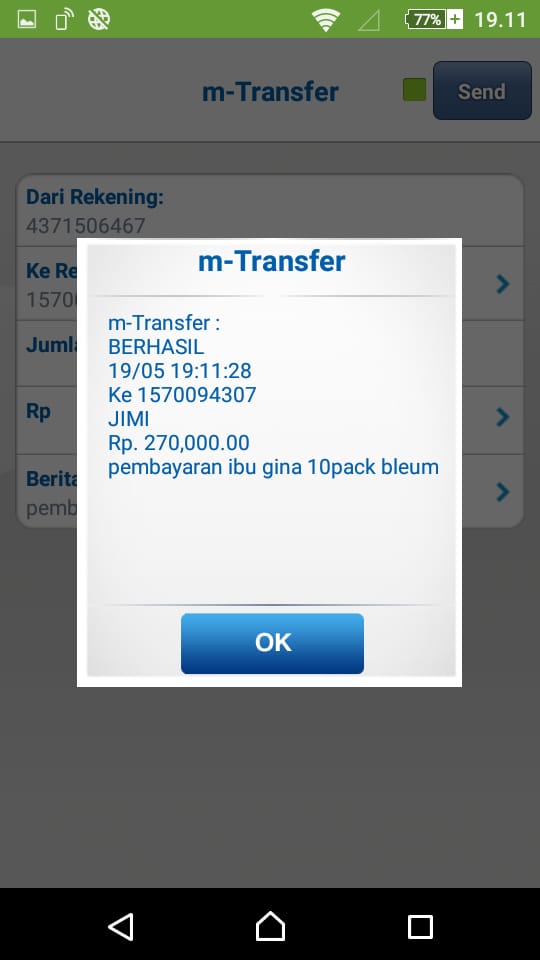 77%
19.11
m-Transfer
Send
Dari Rekening:
4371506467
Ke Re
1570
Jumla
Rp
Berita
pemb
m-Transfer
m-Transfer :
BERHASIL
19/05 19:11:28
Ke 1570094307
JIMI
Rp. 270,000.00
pembayaran ibu gina 10pack bleum
OK